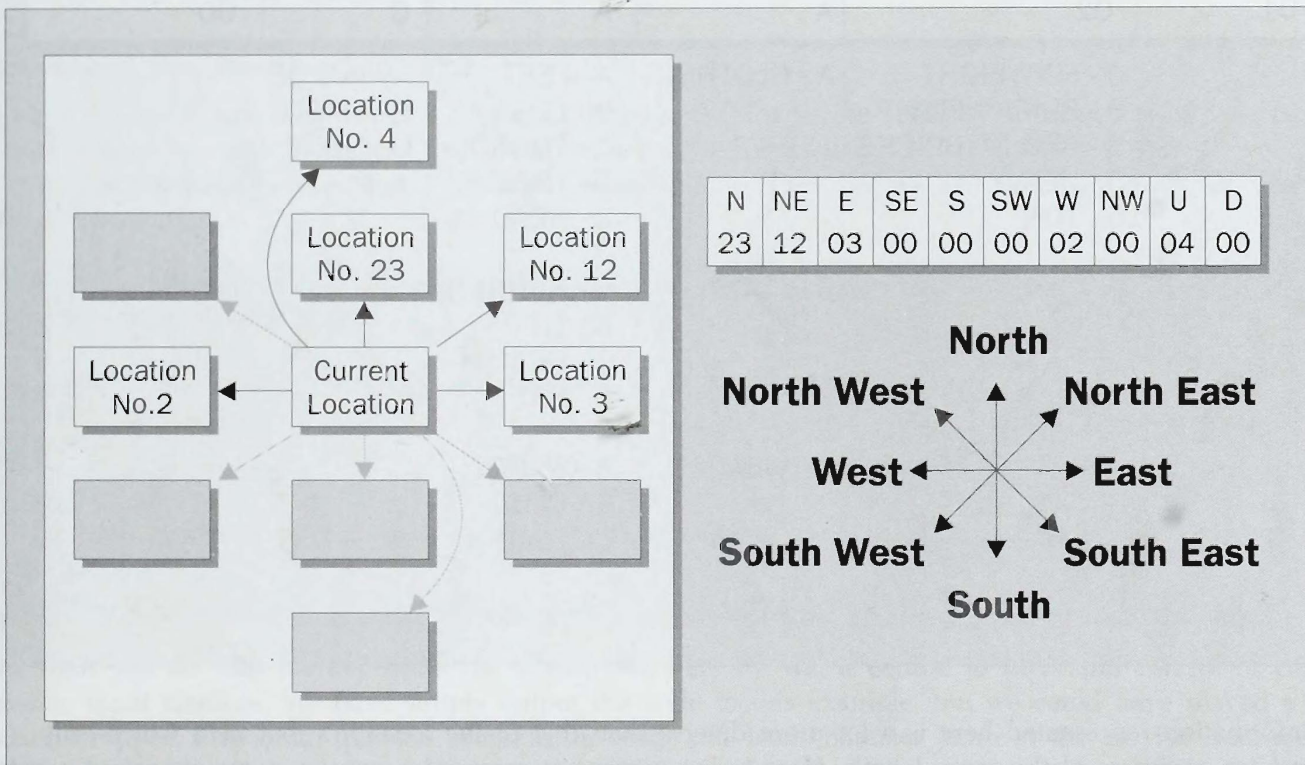 Location
No. 4
Location
No. 23
Location
No. 12
Location
No.2
Current
Location
Location
No. 3
N NE E SE S SW W NW U D
23 12 03 00 00 00 02 00 04 00
North
North West North East
West East
South West South East
South